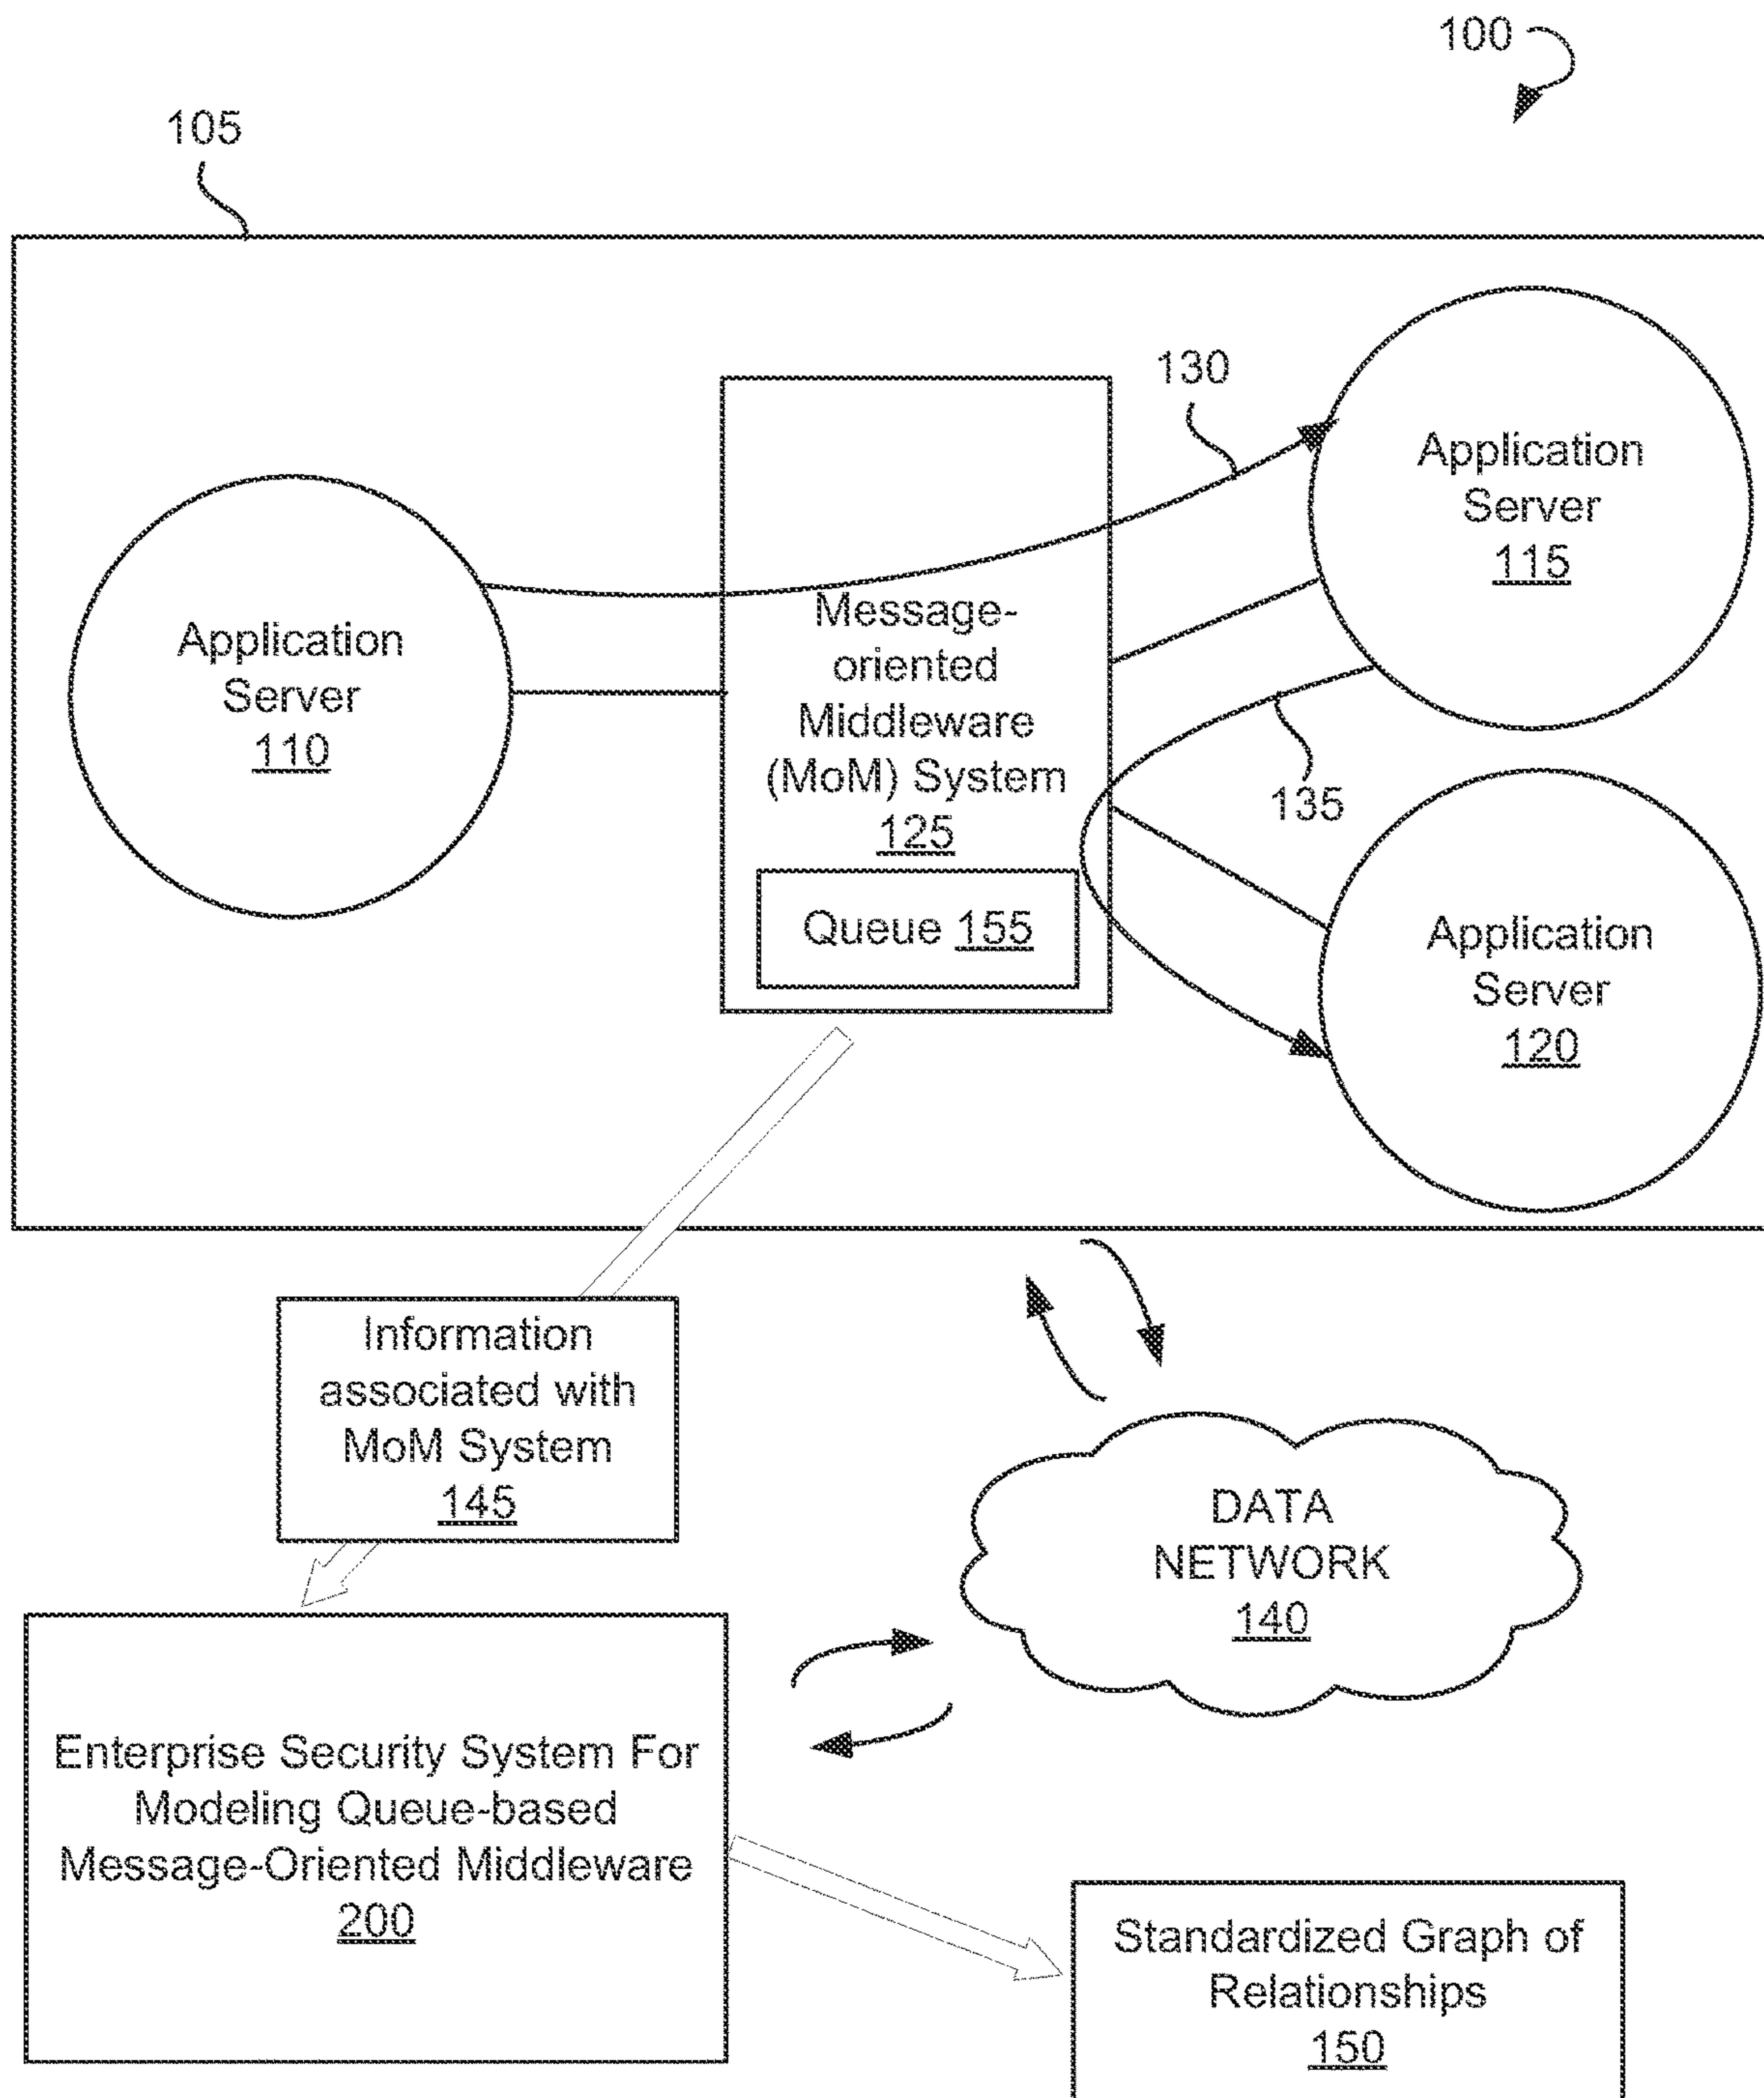 100
105
130
Application
Server
115
Application
Server
110
Message-
oriented
Middleware
(MoM) System
125
135
Queue 155
Application
Server
120
Information
associated with
MoM System
145
DATA
NETWORK
140
Enterprise Security System For
Modeling Queue-based
Message-Oriented Middleware
200
Standardized Graph of
Relationships
150